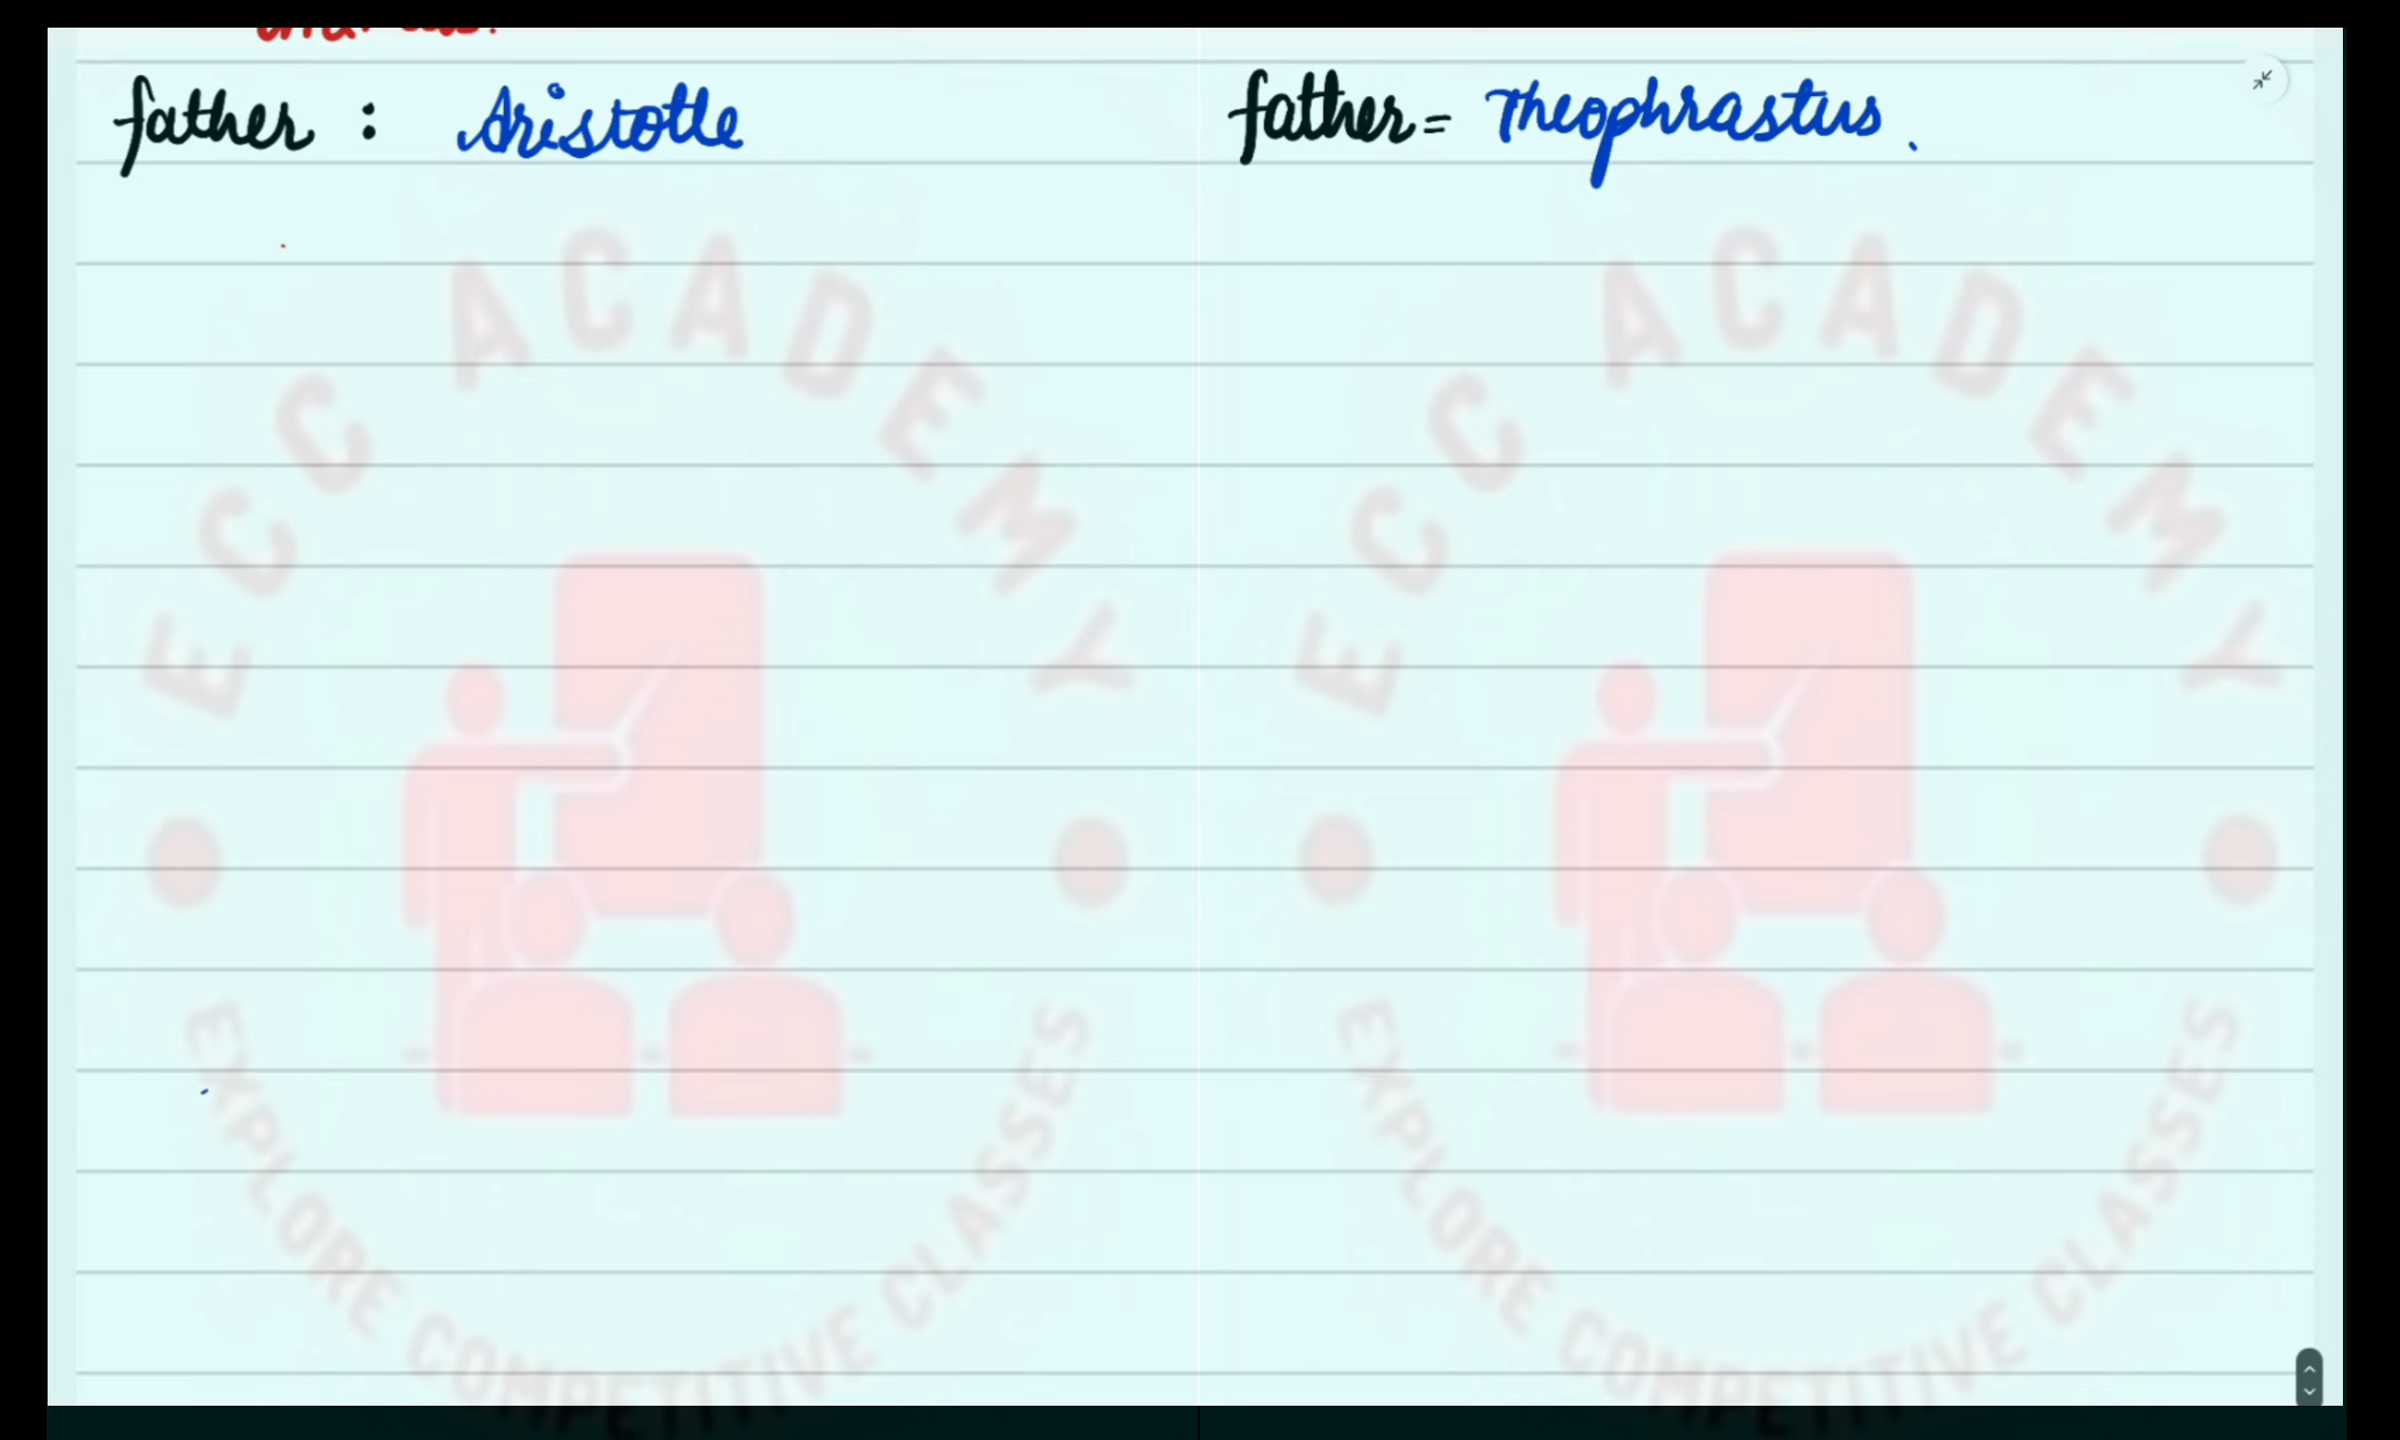 father : Aristotle
father = Theophrastus.
ECC ACADEMY
EXPLORE COMPETITIVE CLASSES
ECC ACADEMY
EXPLORE COMPETITIVE CLASSES